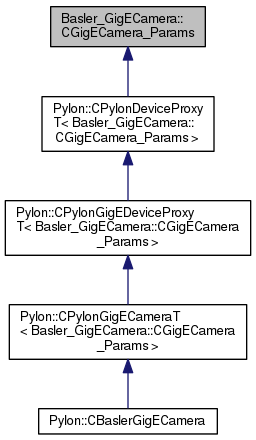 Basler_GigECamera::
CGigECamera_Params
Pylon::CPylonDeviceProxy
T< Basler_GigECamera::
CGigECamera_Params >
Pylon::CPylonGigEDeviceProxy
T< Basler_GigECamera::CGigECamera
_Params >
Pylon::CPylonGigECameraT
< Basler_GigECamera::CGigECamera
_Params >
Pylon::CBaslerGigECamera